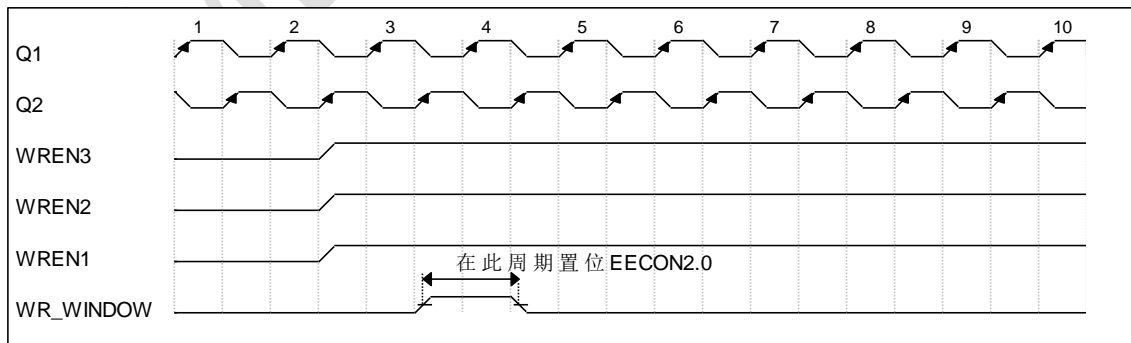 1 2 3 4 5 6 7 8 9 10
Q1
Q2
WREN3
WREN2
WREN1
在此周期置位EECON2.0
WR_WINDOW